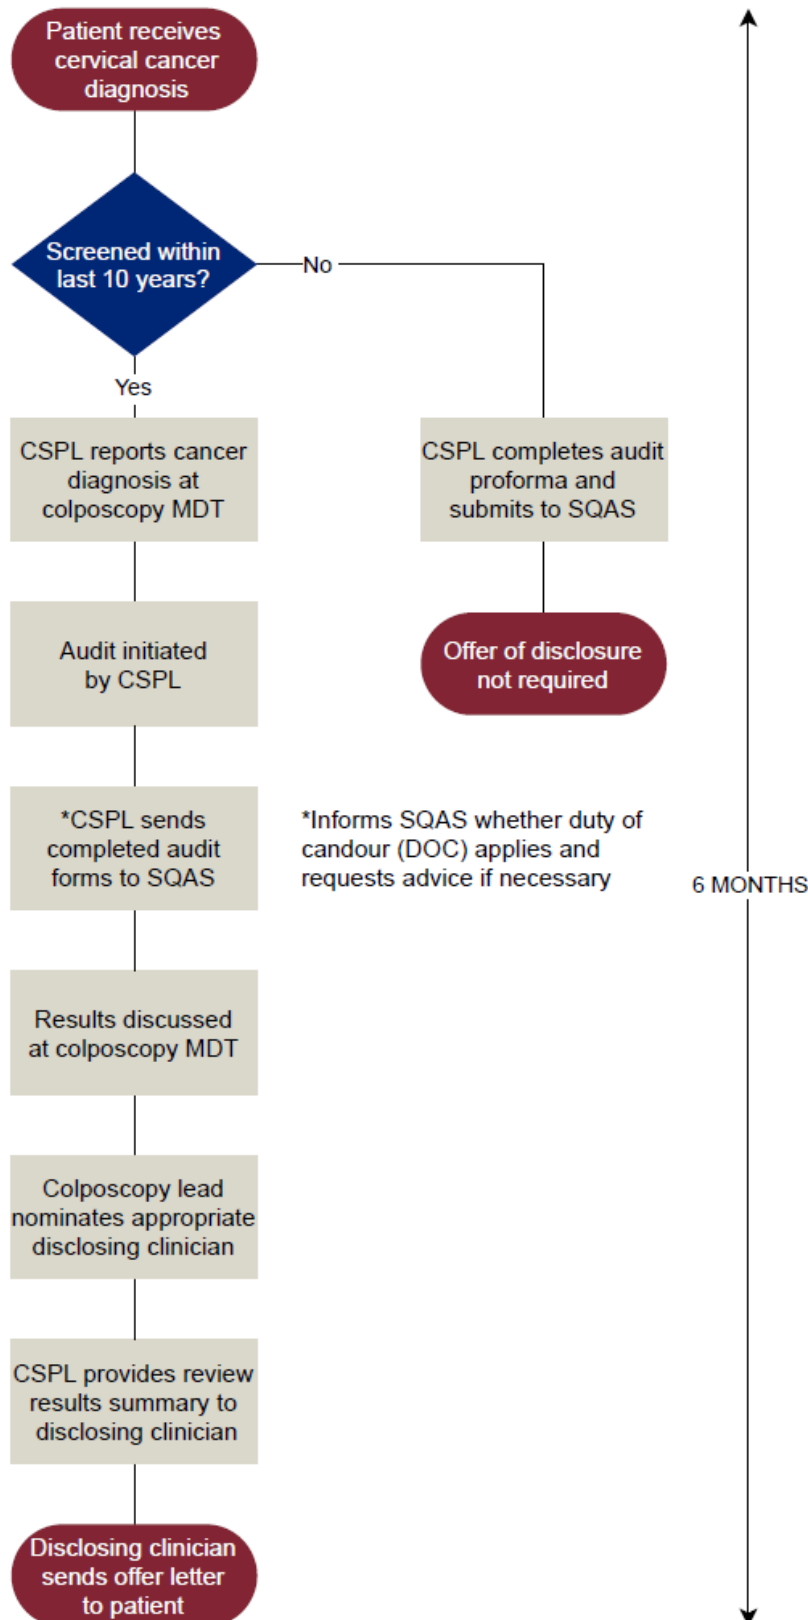 Patient receives
cervical cancer
diagnosis
Screened within
last 10 years?
No
Yes
CSPL reports cancer
diagnosis at
colposcopy MDT
CSPL completes audit
proforma and
submits to SQAS
Audit initiated
by CSPL
Offer of disclosure
not required
*CSPL sends
completed audit
forms to SQAS
*Informs SQAS whether duty of
candour (DOC) applies and
requests advice if necessary
6 MONTHS
Results discussed
at colposcopy MDT
Colposcopy lead
nominates appropriate
disclosing clinician
CSPL provides review
results summary to
disclosing clinician
Disclosing clinician
sends offer letter
to patient